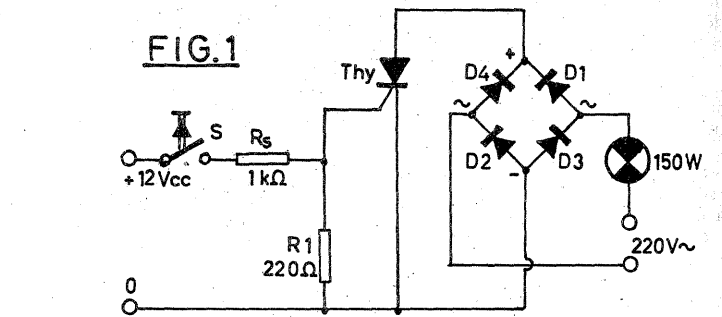 FIG.1
Thy
+
D4
D1
~
~
S
Rs
+12Vcc
1kΩ
D2
D3
150W
-
R1
220Ω
220V~
0